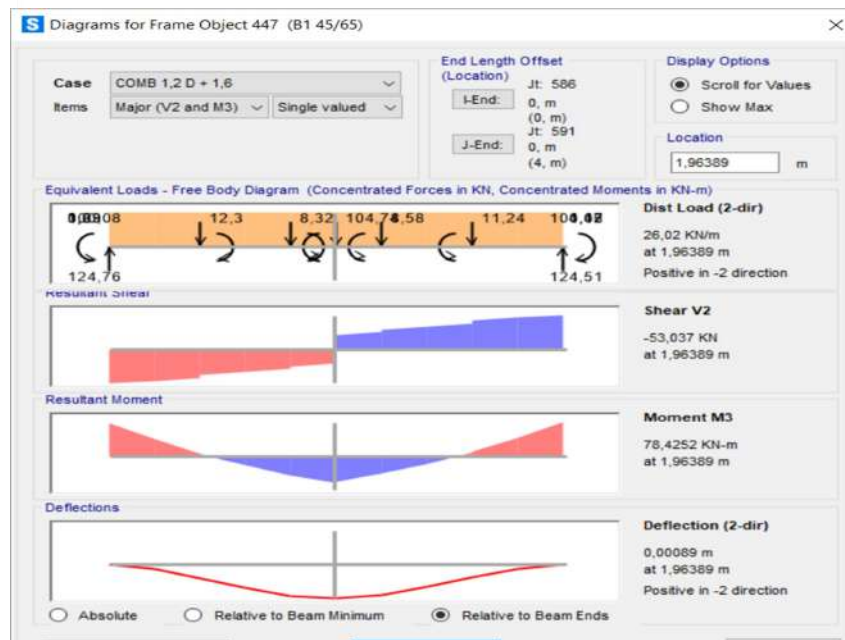 Diagrams for Frame Object 447 (B1 45/65)
Case COMB 1,2 D + 1,6
Items Major (V2 and M3) Single valued
End Length Offset
(Location)
Jt: 586
I-End: 0, m
(0, m)
Jt: 591
J-End: 0, m
(4, m)
Display Options
Scroll for Values
Show Max
Location
1,96389 m
Equivalent Loads - Free Body Diagram (Concentrated Forces in KN, Concentrated Moments in KN-m)
12,3 8,32 104,74 11,24
124,76 124,51
Dist Load (2-dir)
26,02 KN/m
at 1,96389 m
Positive in -2 direction
Resultant Shear
Shear V2
-53,037 KN
at 1,96389 m
Resultant Moment
Moment M3
78,4252 KN-m
at 1,96389 m
Deflections
Deflection (2-dir)
0,00089 m
at 1,96389 m
Positive in -2 direction
Absolute Relative to Beam Minimum Relative to Beam Ends